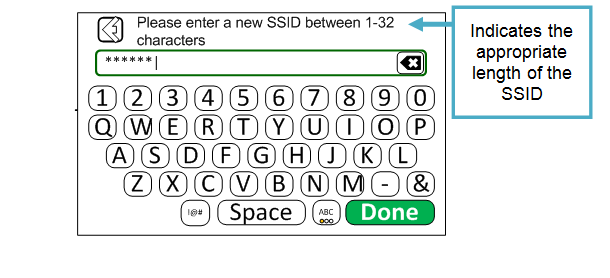 Please enter a new SSID between 1-32
characters
Indicates the
appropriate
length of the
SSID
******|
1 2 3 4 5 6 7 8 9 0
Q W E R T Y U I O P
A S D F G H J K L
Z X C V B N M - &
!@# Space ABC Done